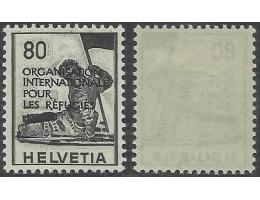 80
ORGANISATION
INTERNATIONALE
POUR
LES RÉFUGIÉS
HELVETIA